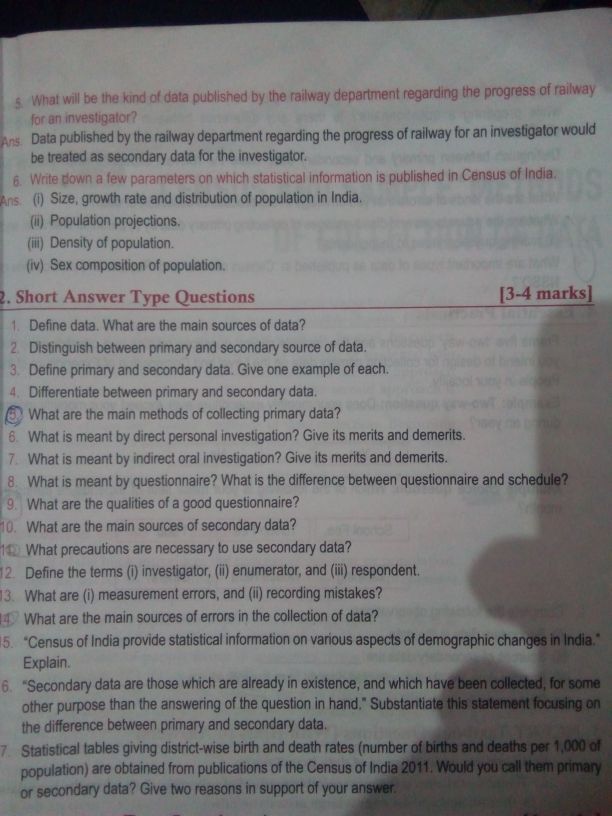 5. What will be the kind of data published by the railway department regarding the progress of railway
for an investigator?
Ans. Data published by the railway department regarding the progress of railway for an investigator would
be treated as secondary data for the investigator.
6. Write down a few parameters on which statistical information is published in Census of India.
Ans. (i) Size, growth rate and distribution of population in India.
(ii) Population projections.
(iii) Density of population.
(iv) Sex composition of population.
2. Short Answer Type Questions [3-4 marks]
1. Define data. What are the main sources of data?
2. Distinguish between primary and secondary source of data.
3. Define primary and secondary data. Give one example of each.
4. Differentiate between primary and secondary data.
5. What are the main methods of collecting primary data?
6. What is meant by direct personal investigation? Give its merits and demerits.
7. What is meant by indirect oral investigation? Give its merits and demerits.
8. What is meant by questionnaire? What is the difference between questionnaire and schedule?
9. What are the qualities of a good questionnaire?
10. What are the main sources of secondary data?
11. What precautions are necessary to use secondary data?
12. Define the terms (i) investigator, (ii) enumerator, and (iii) respondent.
13. What are (i) measurement errors, and (ii) recording mistakes?
14. What are the main sources of errors in the collection of data?
5. "Census of India provide statistical information on various aspects of demographic changes in India."
Explain.
6. "Secondary data are those which are already in existence, and which have been collected, for some
other purpose than the answering of the question in hand." Substantiate this statement focusing on
the difference between primary and secondary data.
7. Statistical tables giving district-wise birth and death rates (number of births and deaths per 1,000 of
population) are obtained from publications of the Census of India 2011. Would you call them primary
or secondary data? Give two reasons in support of your answer.